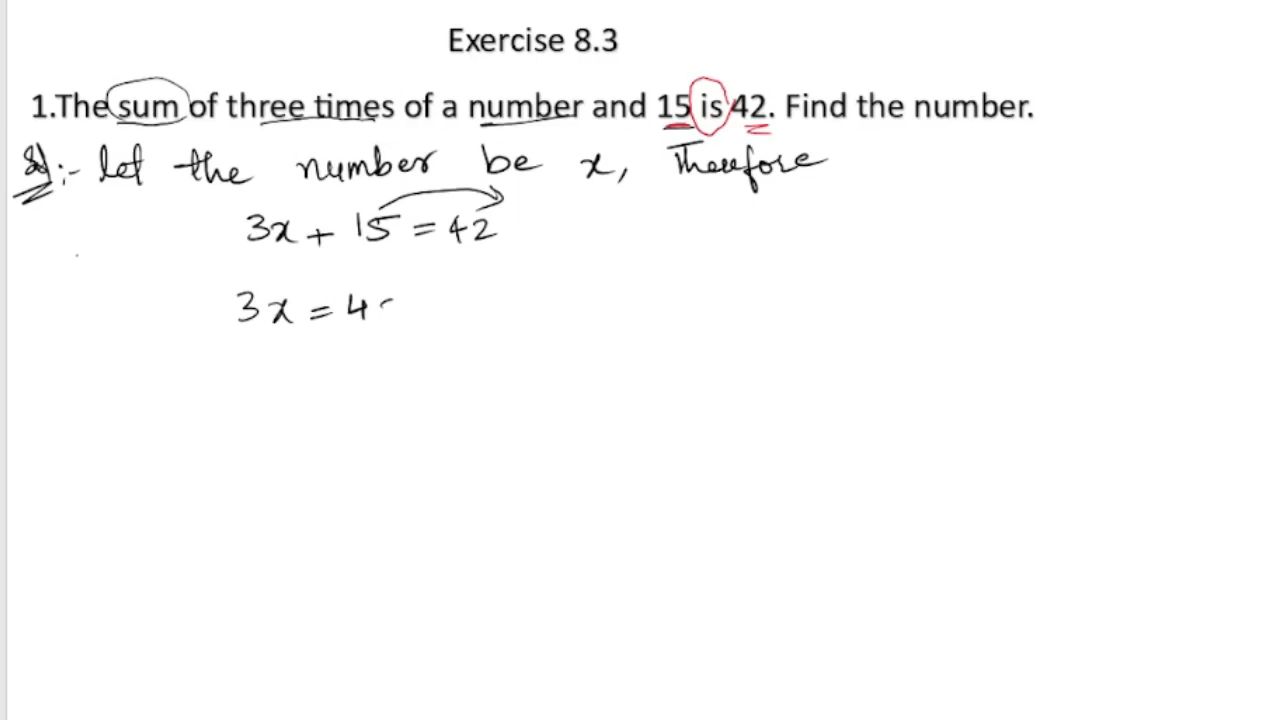 Exercise 8.3
1.The sum of three times of a number and 15 is 42. Find the number.
Sol:- let the number be x, Therefore
3x + 15 = 42
3x = 4